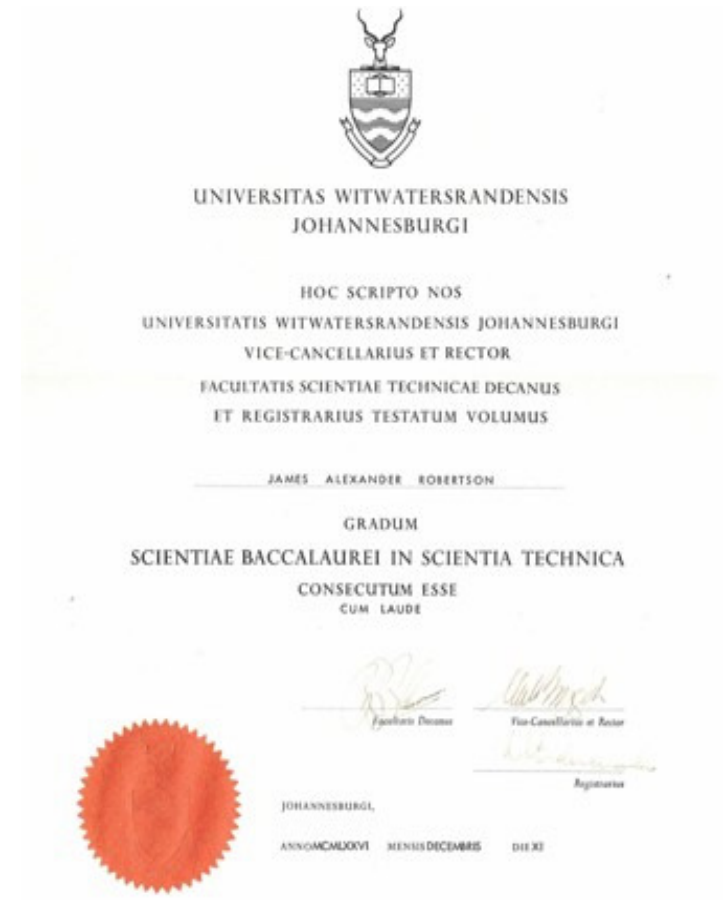 UNIVERSITAS WITWATERSRANDENSIS
JOHANNESBURGI
HOC SCRIPTO NOS
UNIVERSITATIS WITWATERSRANDENSIS JOHANNESBURGI
VICE-CANCELLARIUS ET RECTOR
FACULTATIS SCIENTIAE TECHNICAE DECANUS
ET REGISTRARIUS TESTATUM VOLUMUS
JAMES ALEXANDER ROBERTSON
GRADUM
SCIENTIAE BACCALAUREI IN SCIENTIA TECHNICA
CONSECUTUM ESSE
CUM LAUDE
Facultatis Decanus
Vice-Cancellarius et Rector
Registrarius
JOHANNESBURGI,
ANNO MCMLXXVI MENSIS DECEMBRIS DIE XI